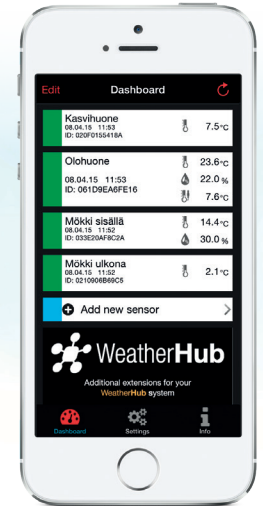 Edit Dashboard
Kasvihuone
08.04.15 11:53
ID: 020F0155418A
7.5°C
Olohuone
08.04.15 11:53
ID: 061D9EA6FE16
23.6°C
22.0 %
7.6°C
Mökki sisällä
08.04.15 11:52
ID: 033E20AF8C2A
14.4°C
30.0 %
Mökki ulkona
08.04.15 11:52
ID: 0210906B69C5
2.1°C
Add new sensor
WeatherHub
Additional extensions for your
WeatherHub system
Dashboard Settings Info